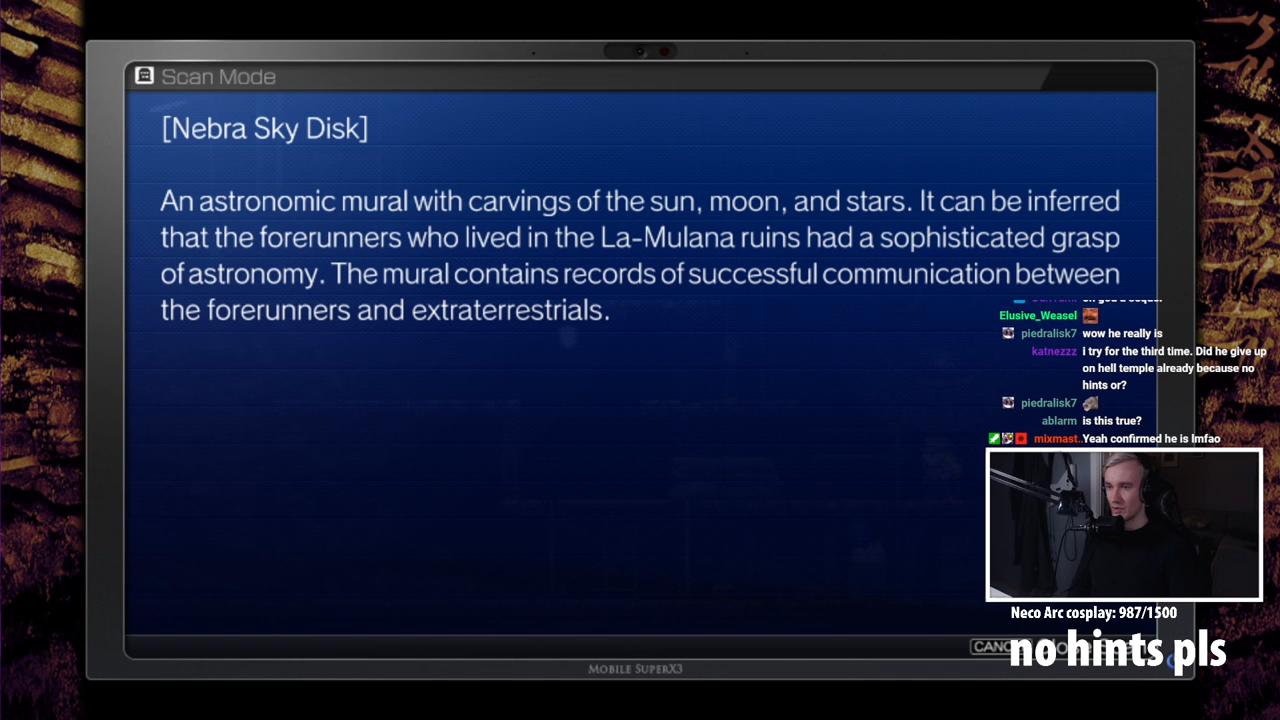 Scan Mode
[Nebra Sky Disk]
An astronomic mural with carvings of the sun, moon, and stars. It can be inferred
that the forerunners who lived in the La-Mulana ruins had a sophisticated grasp
of astronomy. The mural contains records of successful communication between
the forerunners and extraterrestrials.
Elusive_Weasel
piedralisk7 wow he really is
katnezzz I try for the third time. Did he give up
on hell temple already because no
hints or?
piedralisk7
ablarm is this true?
mixmast.. Yeah confirmed he is lmfao
Neco Arc cosplay: 987/1500
no hints pls
MOBILE SUPERX3